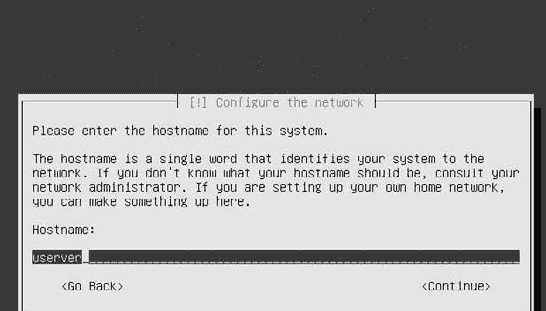 [!] Configure the network
Please enter the hostname for this system.
The hostname is a single word that identifies your system to the
network. If you don't know what your hostname should be, consult your
network administrator. If you are setting up your own home network,
you can make something up here.
Hostname:
userver
<Go Back> <Continue>